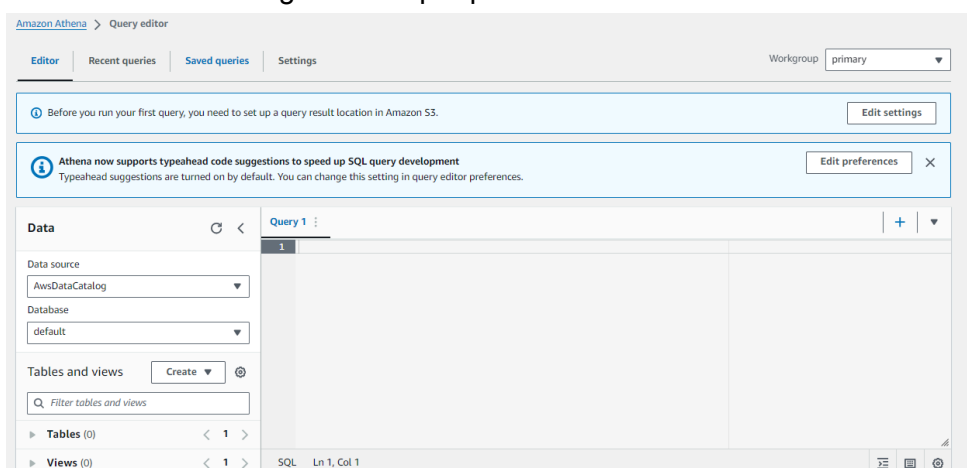 Amazon Athena > Query editor
Editor Recent queries Saved queries Settings Workgroup primary
Before you run your first query, you need to set up a query result location in Amazon S3. Edit settings
Athena now supports typeahead code suggestions to speed up SQL query development Edit preferences
Typeahead suggestions are turned on by default. You can change this setting in query editor preferences.
Data Query 1
1
Data source
AwsDataCatalog
Database
default
Tables and views Create
Filter tables and views
Tables (0) < 1 >
Views (0) < 1 > SQL Ln 1, Col 1